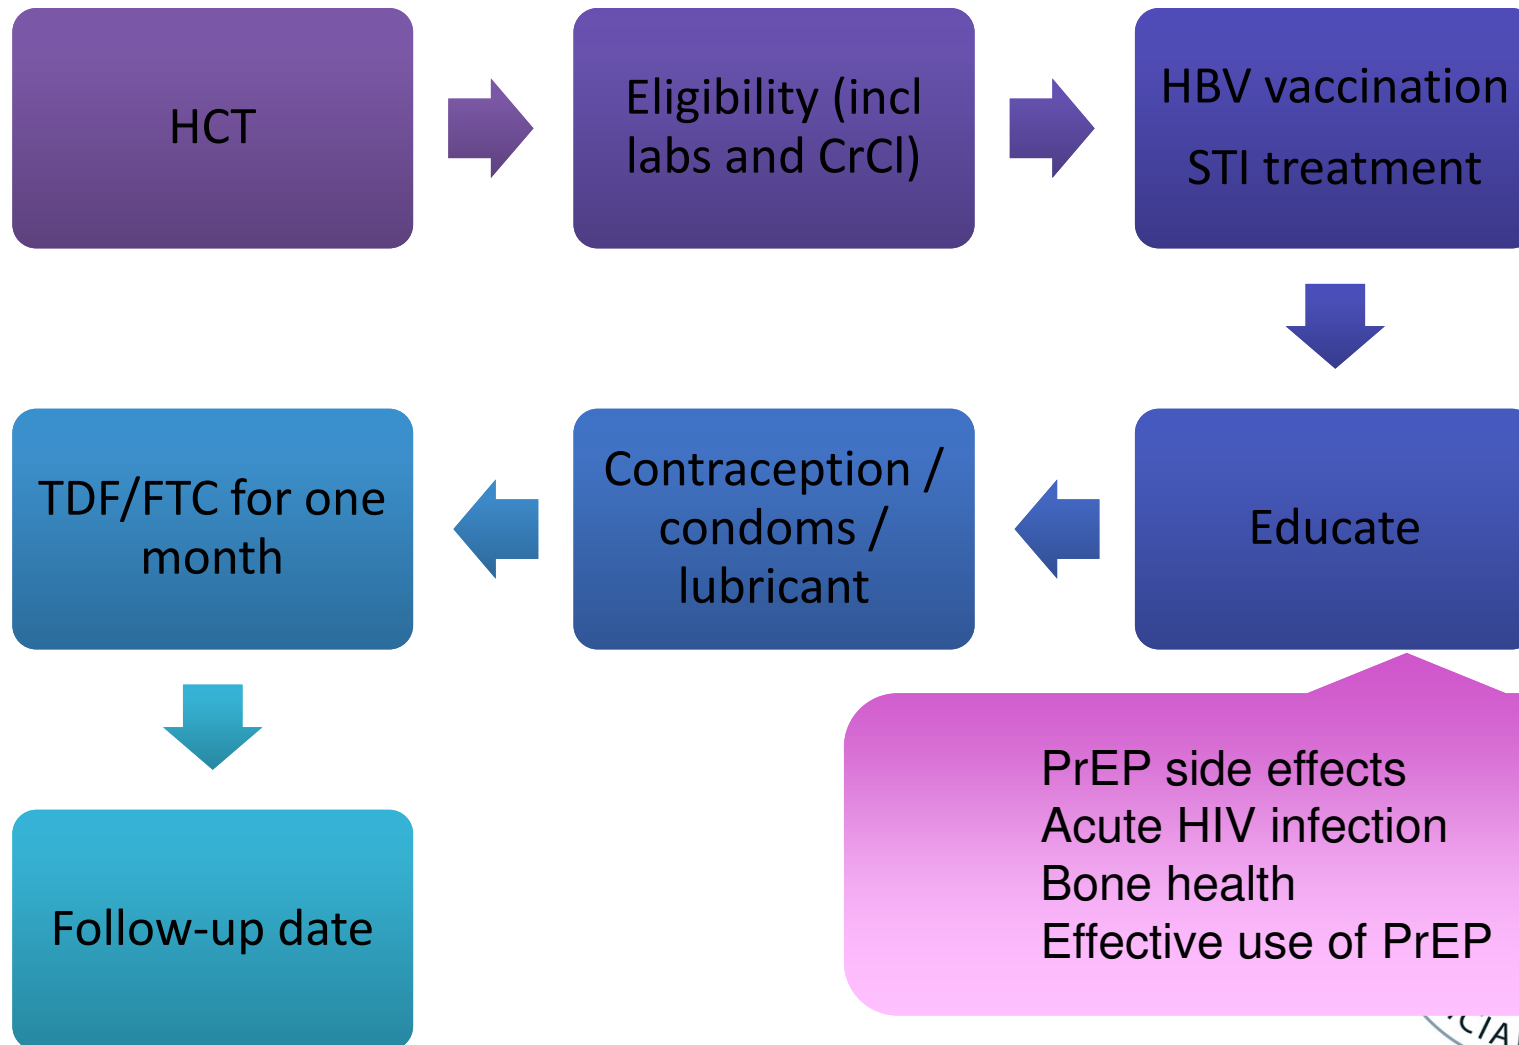 HCT
Eligibility (incl
labs and CrCl)
HBV vaccination
STI treatment
Educate
Contraception /
condoms /
lubricant
TDF/FTC for one
month
Follow-up date
PrEP side effects
Acute HIV infection
Bone health
Effective use of PrEP